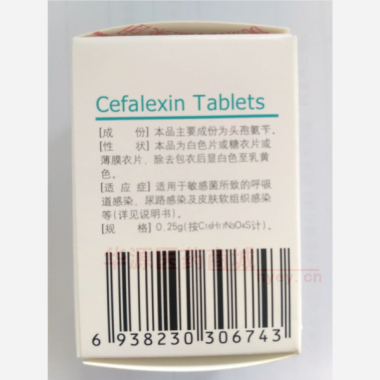 Cefalexin Tablets
[成 份]本品主要成份为头孢氨苄。
[性 状]本品为白色片或糖衣片或
薄膜衣片、除去包衣后显白色至乳黄
色。
[适 应 症]适用于敏感菌所致的呼吸
道感染、尿路感染及皮肤软组织感染
等(详见说明书)。
[规 格]0.25g(按C₁₆H₁₇N₃O₄S计)。
6 938230 306743